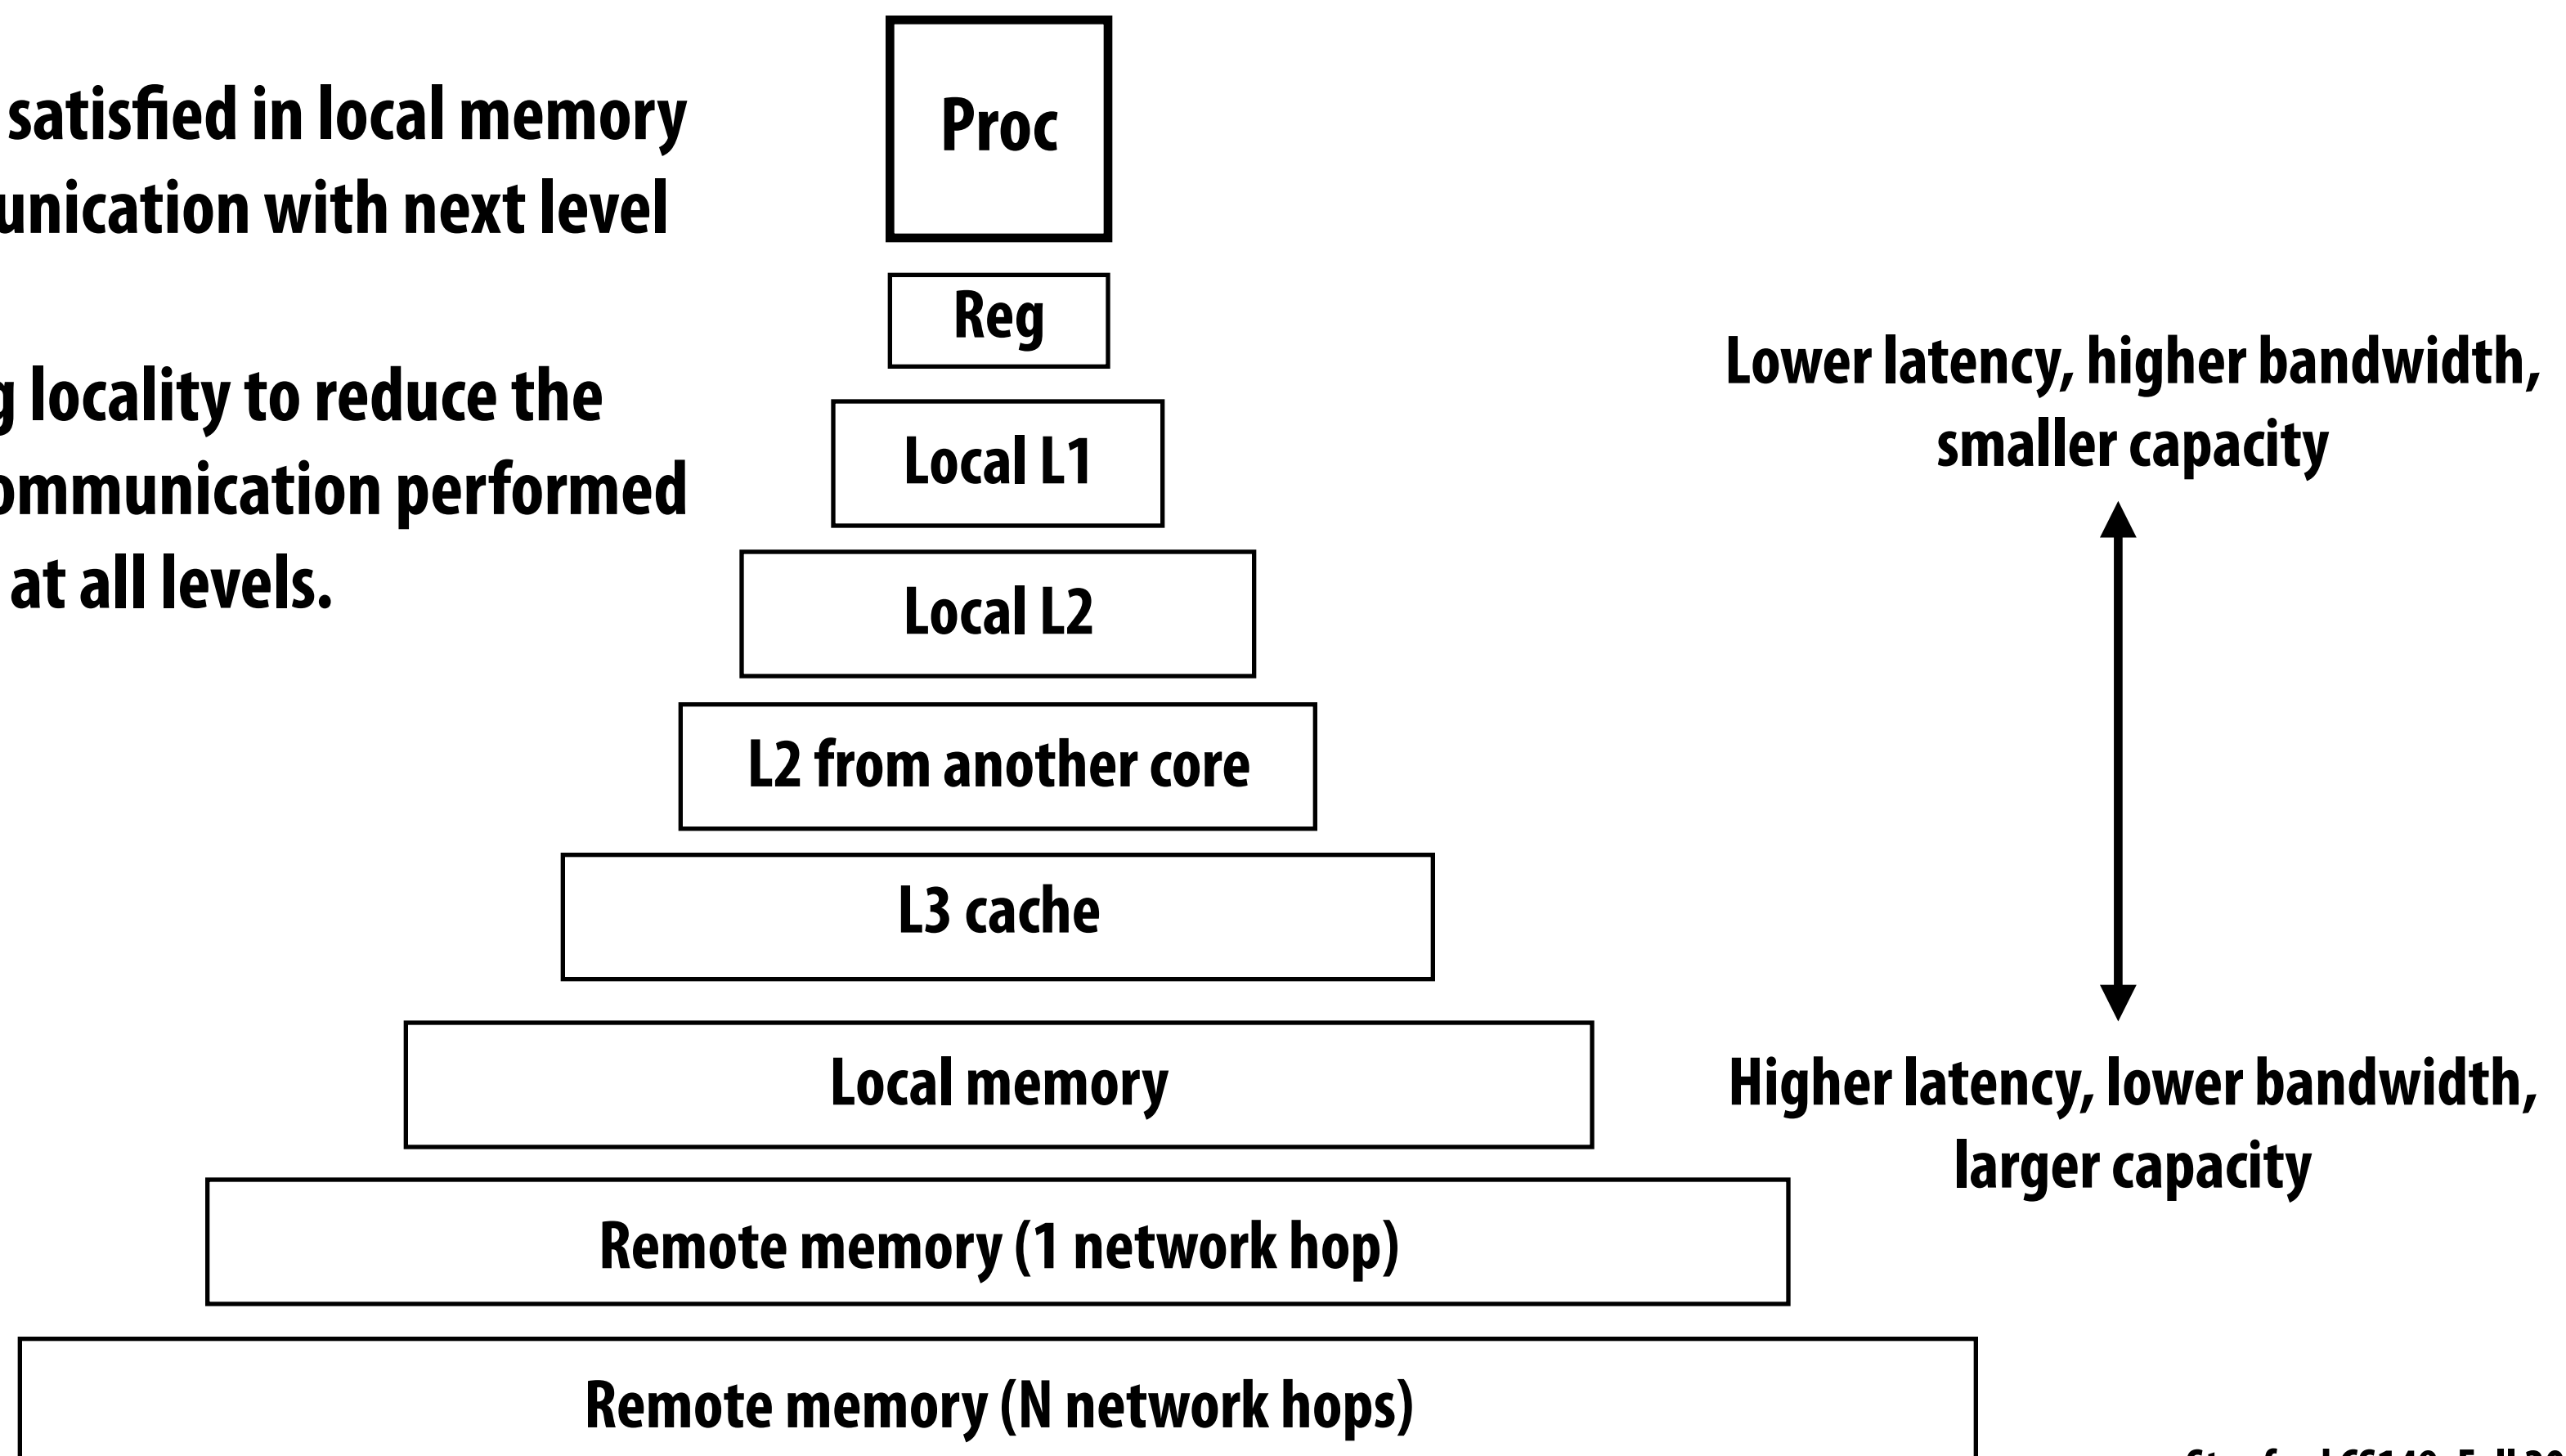 satisfied in local memory
unication with next level
g locality to reduce the
ommunication performed
at all levels.
Proc
Reg
Local L1
Local L2
L2 from another core
L3 cache
Local memory
Remote memory (1 network hop)
Remote memory (N network hops)
Lower latency, higher bandwidth,
smaller capacity
Higher latency, lower bandwidth,
larger capacity